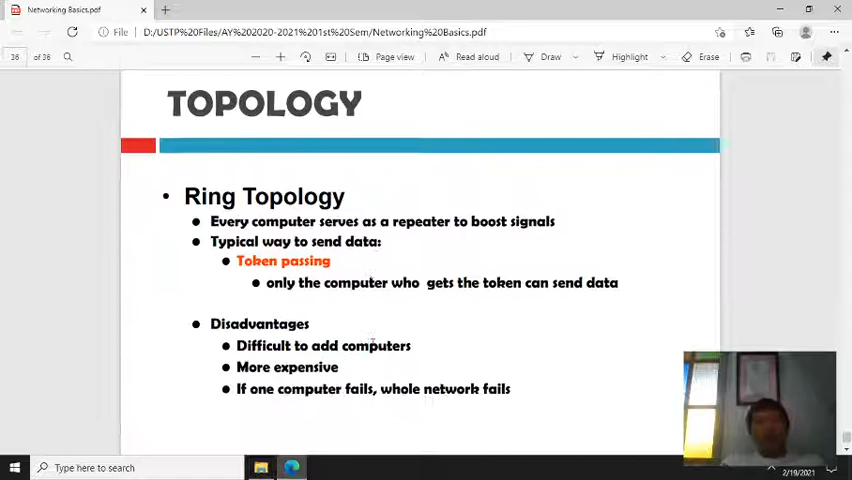 Networking Basics.pdf
File
D:/USTP%20Files/AY%202020-2021%201st%20Sem/Networking%20Basics.pdf
36 of 36
Page view
Read aloud
Draw
Highlight
Erase
TOPOLOGY
• Ring Topology
• Every computer serves as a repeater to boost signals
• Typical way to send data:
• Token passing
• only the computer who gets the token can send data
• Disadvantages
• Difficult to add computers
• More expensive
• If one computer fails, whole network fails
Type here to search
2/19/2021